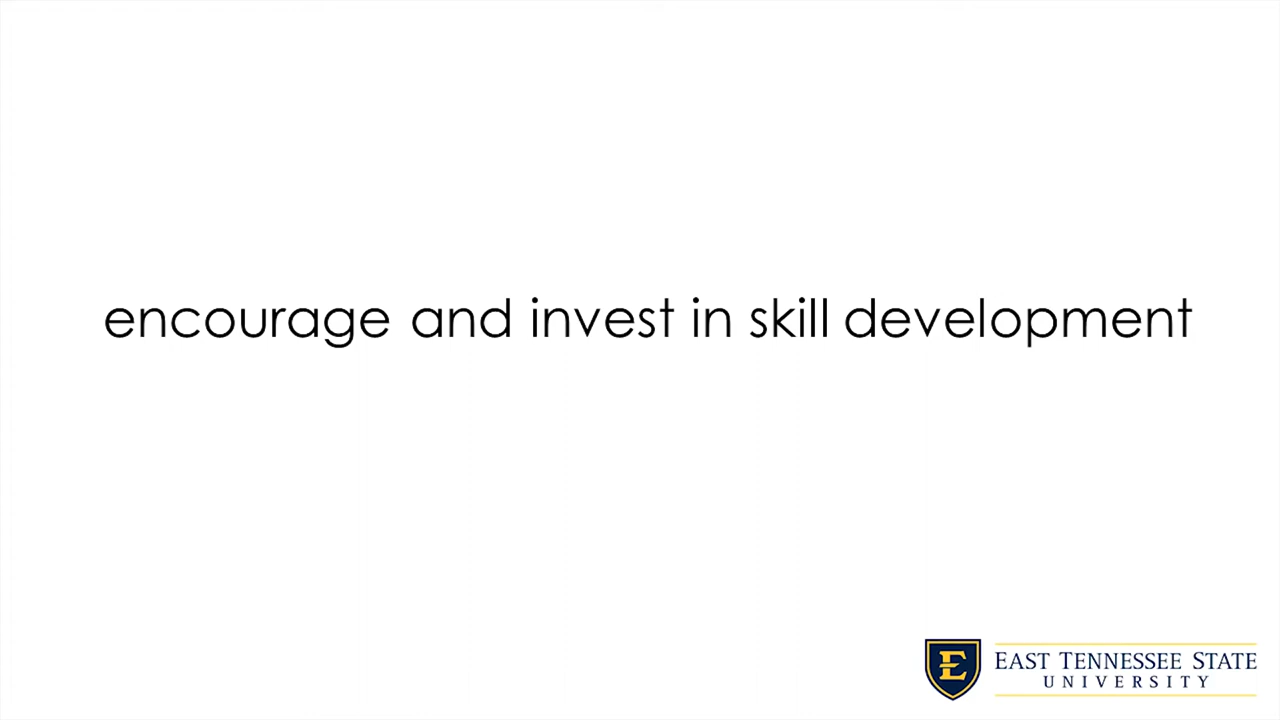 encourage and invest in skill development
E
EAST TENNESSEE STATE
UNIVERSITY